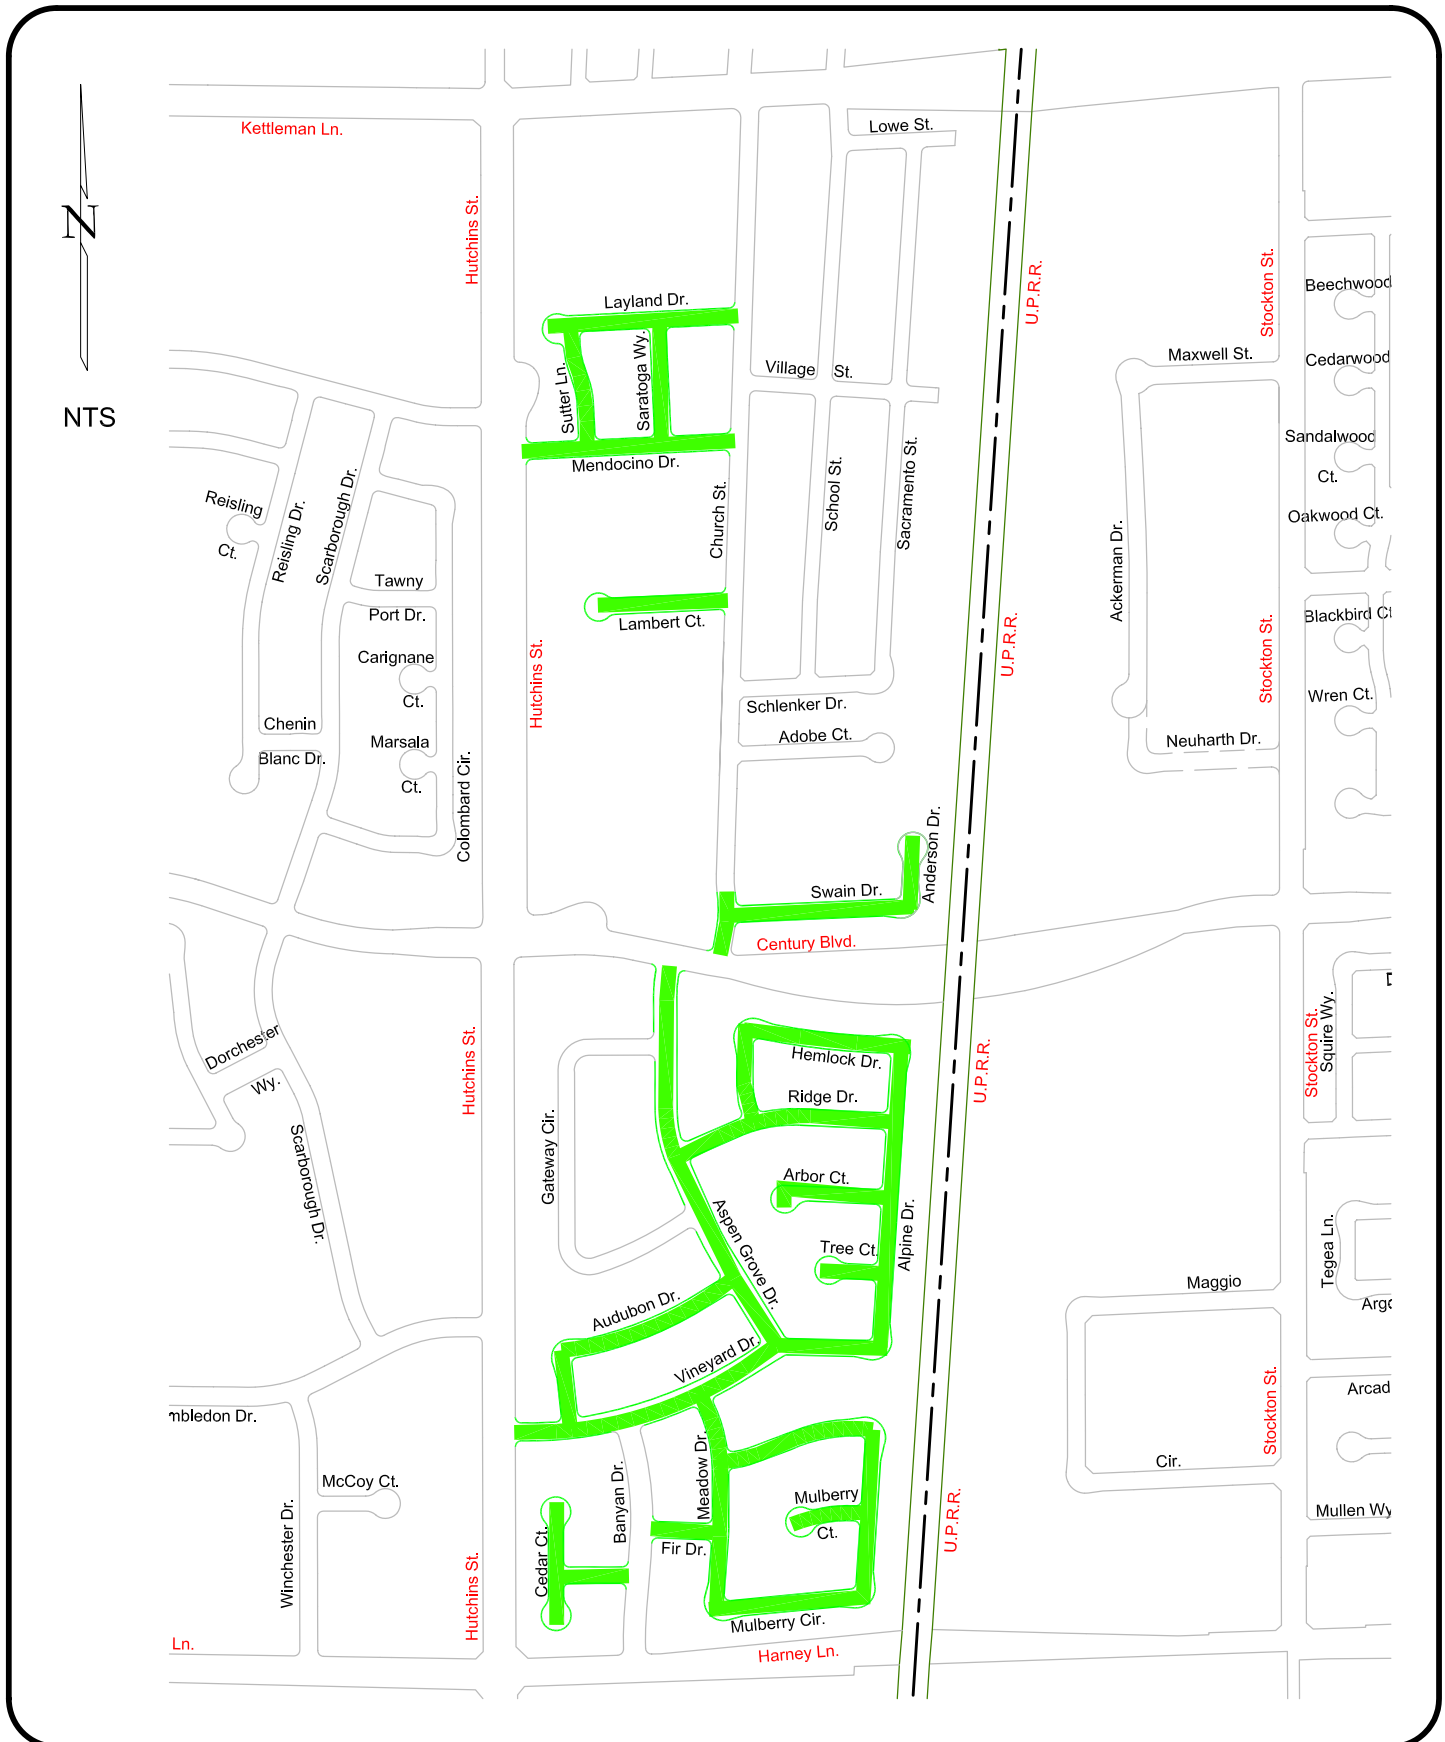 Lowe St.
Kettleman Ln.
Hutchins St.
N
U.P.R.R.
Stockton St.
Beechwood
Layland Dr.
Saratoga Wy.
Sutter Ln.
Village St.
Maxwell St.
Cedarwood
NTS
Mendocino Dr.
Sandalwood
Ct.
Reisling
Ct.
Reisling Dr.
Scarborough Dr.
Church St.
School St.
Sacramento St.
Oakwood Ct.
Ackerman Dr.
Tawny
Port Dr.
Lambert Ct.
U.P.R.R.
Stockton St.
Blackbird Ct
Carignane
Ct.
Hutchins St.
Wren Ct.
Schlenker Dr.
Chenin
Blanc Dr.
Marsala
Ct.
Adobe Ct.
Neuharth Dr.
Colombard Cir.
Anderson Dr.
Swain Dr.
Century Blvd.
Dorchester
Wy.
Hutchins St.
Hemlock Dr.
U.P.R.R.
Stockton St.
Squire Wy.
Ridge Dr.
Gateway Cir.
Scarborough Dr.
Arbor Ct.
Aspen Grove Dr.
Tree Ct.
Alpine Dr.
Tegea Ln.
Maggio
Argo
Audubon Dr.
Vineyard Dr.
Arcad
mbledon Dr.
Stockton St.
Cir.
McCoy Ct.
Winchester Dr.
Banyan Dr.
Meadow Dr.
Mulberry
Ct.
U.P.R.R.
Mullen Wy
Cedar Ct.
Fir Dr.
Hutchins St.
Mulberry Cir.
Ln.
Harney Ln.